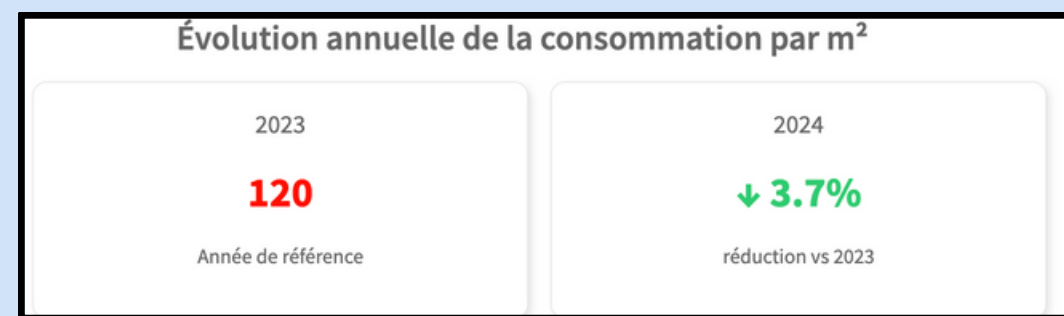 Évolution annuelle de la consommation par m²
2023
120
Année de référence
2024
↓ 3.7%
réduction vs 2023